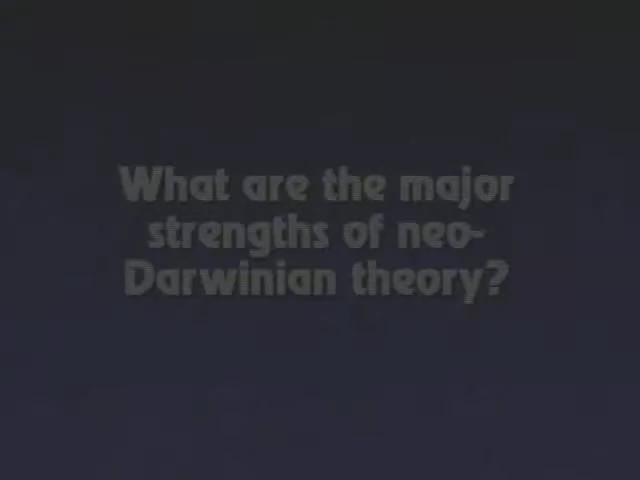 What are the major
strengths of neo-
Darwinian theory?